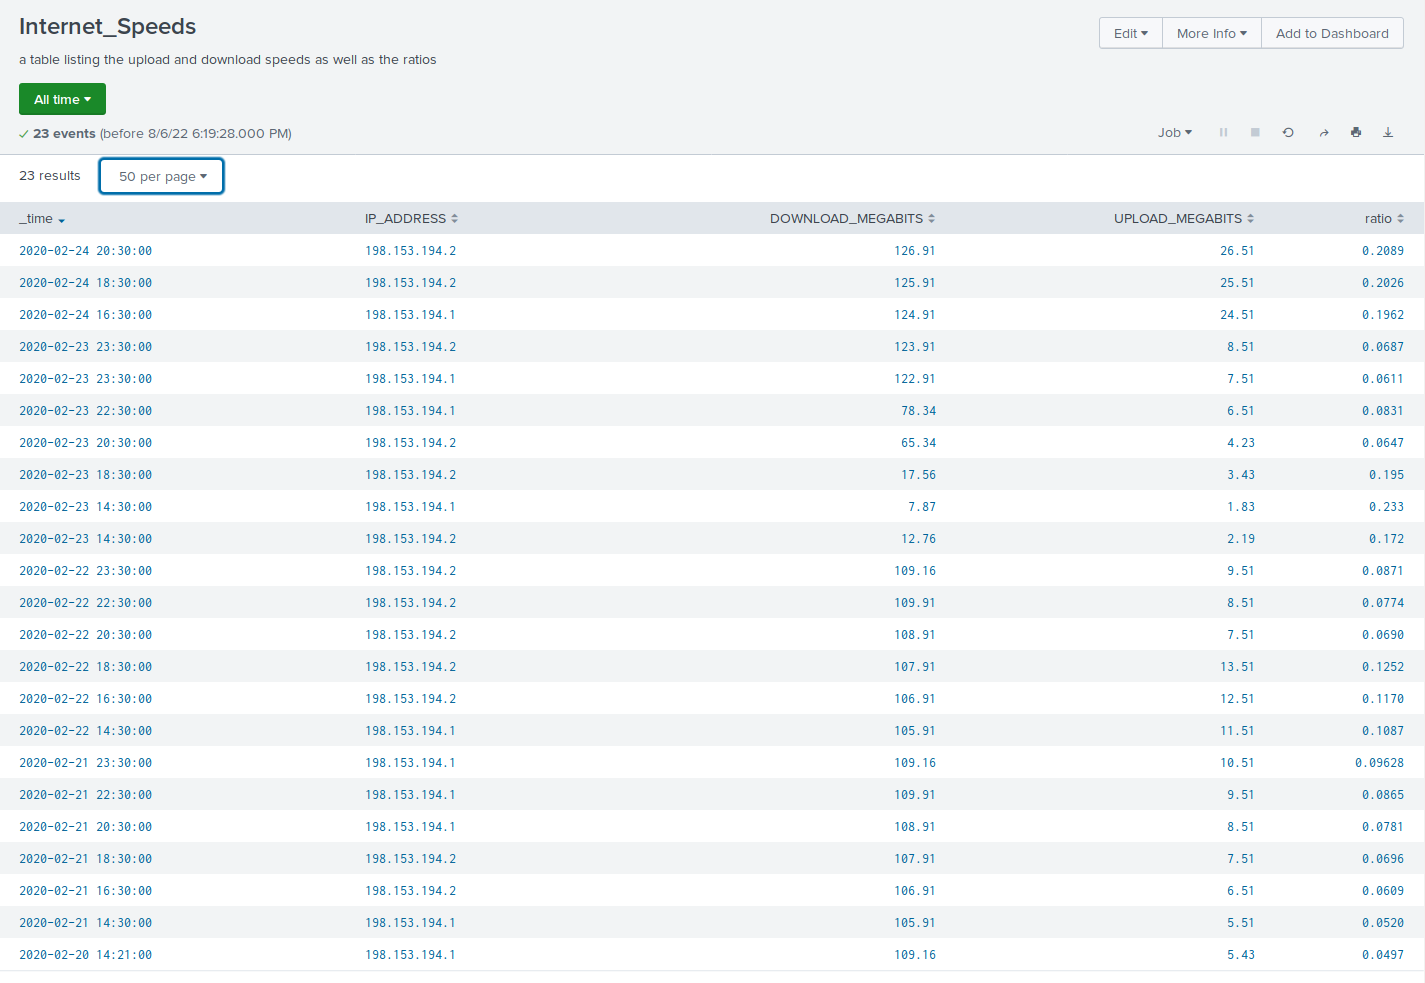 Internet_Speeds
Edit More Info Add to Dashboard
a table listing the upload and download speeds as well as the ratios
All time
23 events (before 8/6/22 6:19:28.000 PM)
Job
23 results 50 per page
_time IP_ADDRESS DOWNLOAD_MEGABITS UPLOAD_MEGABITS ratio
2020-02-24 20:30:00 198.153.194.2 126.91 26.51 0.2089
2020-02-24 18:30:00 198.153.194.2 125.91 25.51 0.2026
2020-02-24 16:30:00 198.153.194.1 124.91 24.51 0.1962
2020-02-23 23:30:00 198.153.194.2 123.91 8.51 0.0687
2020-02-23 23:30:00 198.153.194.1 122.91 7.51 0.0611
2020-02-23 22:30:00 198.153.194.1 78.34 6.51 0.0831
2020-02-23 20:30:00 198.153.194.2 65.34 4.23 0.0647
2020-02-23 18:30:00 198.153.194.2 17.56 3.43 0.195
2020-02-23 14:30:00 198.153.194.1 7.87 1.83 0.233
2020-02-23 14:30:00 198.153.194.2 12.76 2.19 0.172
2020-02-22 23:30:00 198.153.194.2 109.16 9.51 0.0871
2020-02-22 22:30:00 198.153.194.2 109.91 8.51 0.0774
2020-02-22 20:30:00 198.153.194.2 108.91 7.51 0.0690
2020-02-22 18:30:00 198.153.194.2 107.91 13.51 0.1252
2020-02-22 16:30:00 198.153.194.2 106.91 12.51 0.1170
2020-02-22 14:30:00 198.153.194.1 105.91 11.51 0.1087
2020-02-21 23:30:00 198.153.194.1 109.16 10.51 0.09628
2020-02-21 22:30:00 198.153.194.1 109.91 9.51 0.0865
2020-02-21 20:30:00 198.153.194.1 108.91 8.51 0.0781
2020-02-21 18:30:00 198.153.194.2 107.91 7.51 0.0696
2020-02-21 16:30:00 198.153.194.2 106.91 6.51 0.0609
2020-02-21 14:30:00 198.153.194.1 105.91 5.51 0.0520
2020-02-20 14:21:00 198.153.194.1 109.16 5.43 0.0497